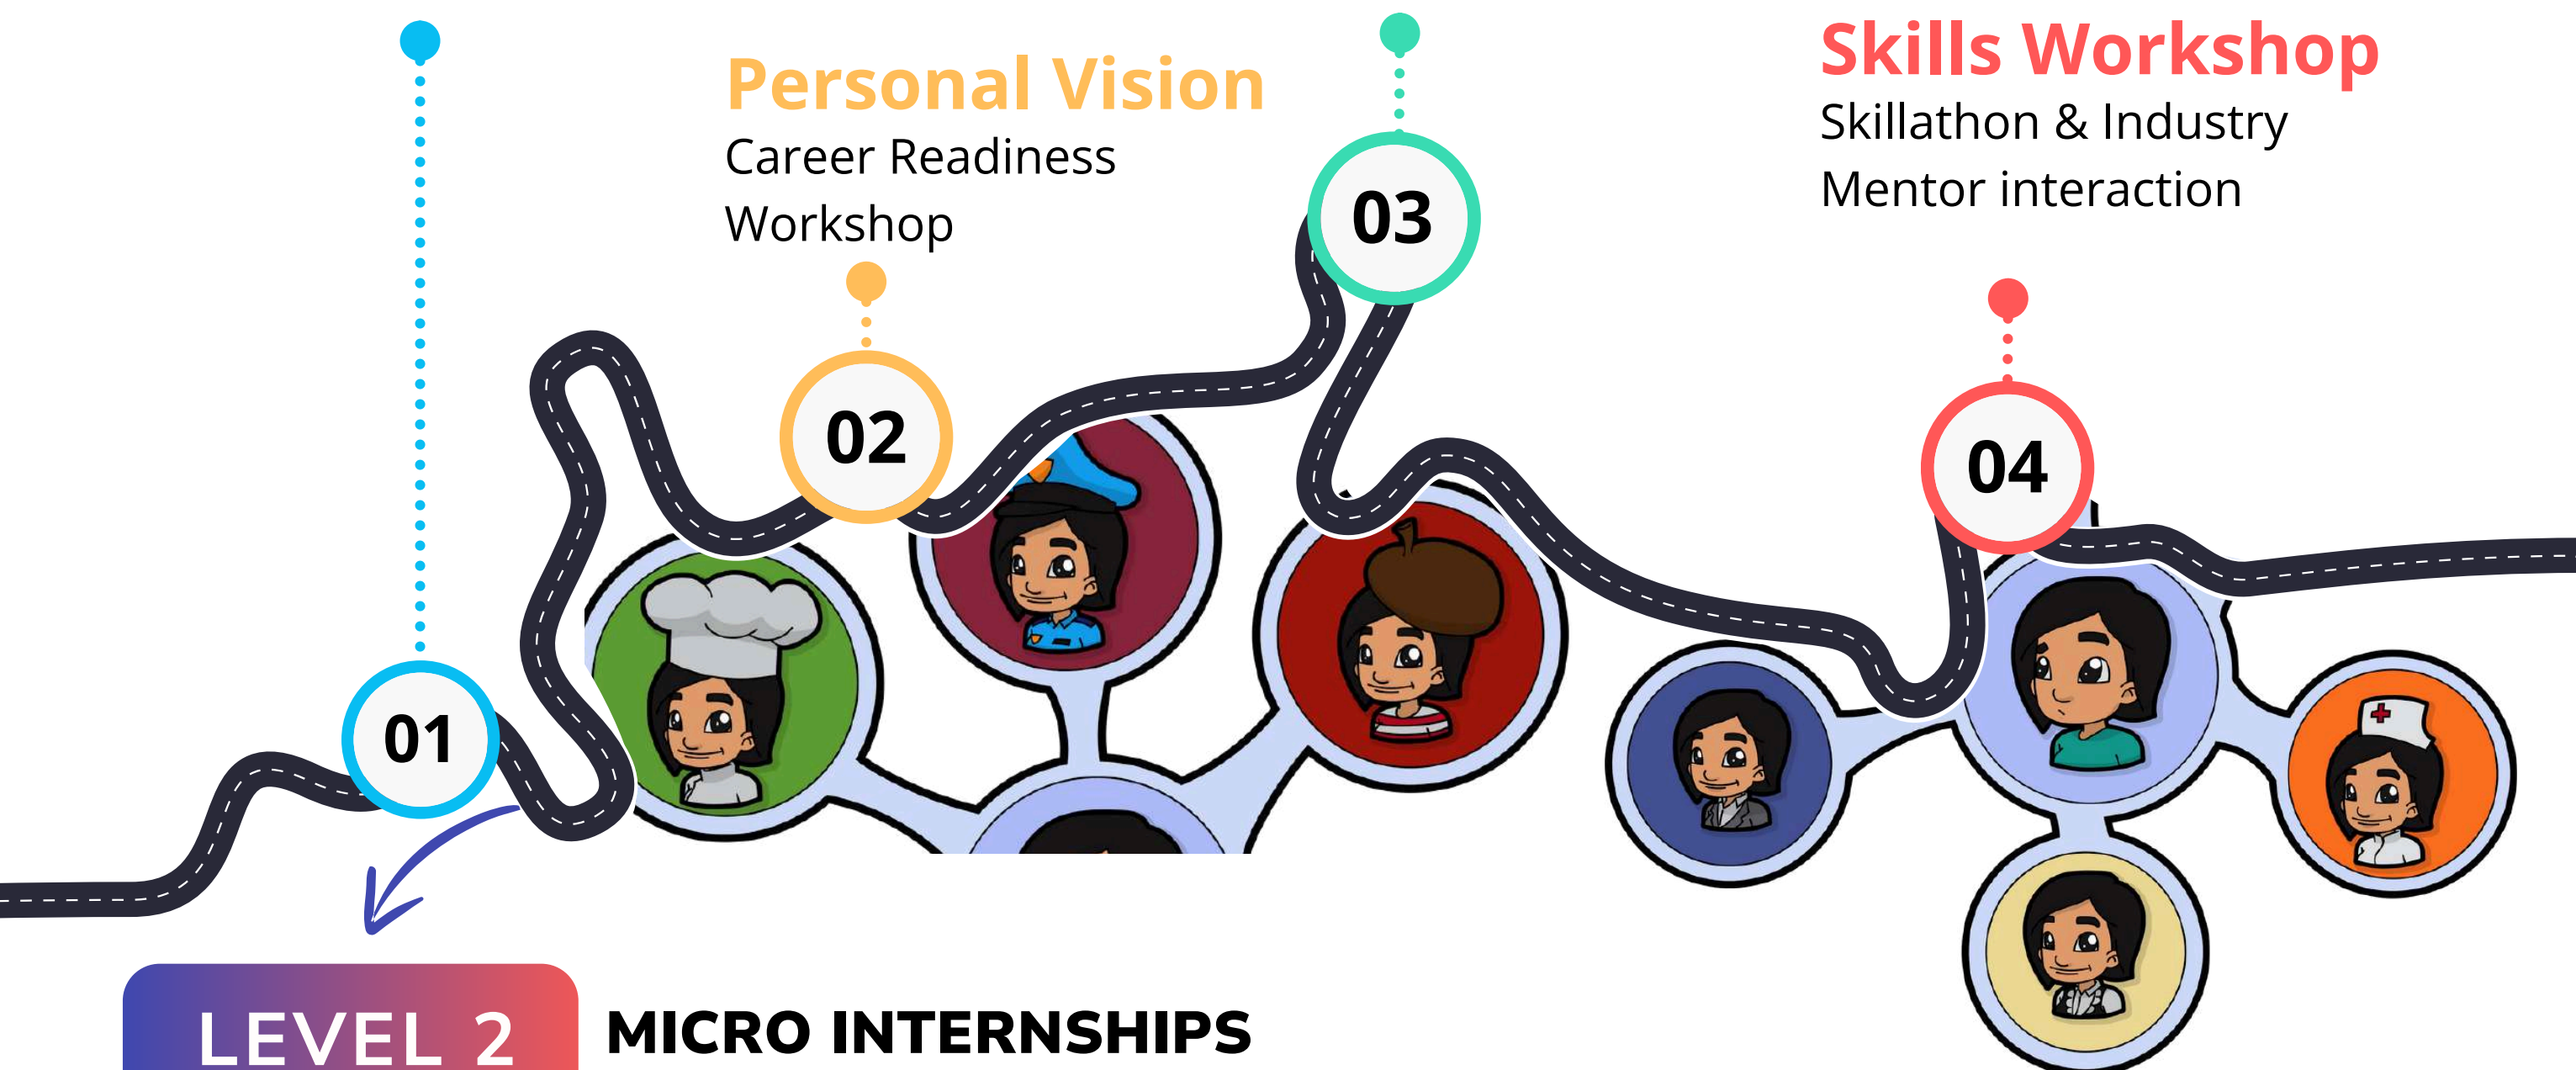 Personal Vision
Career Readiness
Workshop
Skills Workshop
Skillathon & Industry
Mentor interaction
03
02
04
01
LEVEL 2
MICRO INTERNSHIPS